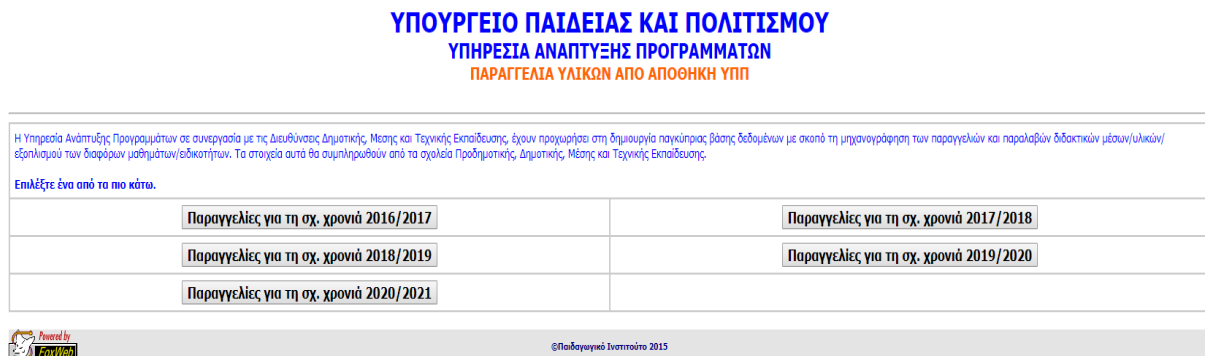 ΥΠΟΥΡΓΕΙΟ ΠΑΙΔΕΙΑΣ ΚΑΙ ΠΟΛΙΤΙΣΜΟΥ
ΥΠΗΡΕΣΙΑ ΑΝΑΠΤΥΞΗΣ ΠΡΟΓΡΑΜΜΑΤΩΝ
ΠΑΡΑΓΓΕΛΙΑ ΥΛΙΚΩΝ ΑΠΟ ΑΠΟΘΗΚΗ ΥΠΠ
Η Υπηρεσία Ανάπτυξης Προγραμμάτων σε συνεργασία με τις Διευθύνσεις Δημοτικής, Μεσης και Τεχνικής Εκπαίδευσης, έχουν προχωρήσει στη δημιουργία παγκύπριας βάσης δεδομένων με σκοπό τη μηχανογράφηση των παραγγελιών και παραλαβών διδακτικών μέσων/υλικών/
εξοπλισμού των διαφόρων μαθημάτων/ειδικοτήτων. Τα στοιχεία αυτά θα συμπληρωθούν από τα σχολεία Προδημοτικής, Δημοτικής, Μέσης και Τεχνικής Εκπαίδευσης.
Επιλέξτε ένα από τα πιο κάτω.
Παραγγελίες για τη σχ. χρονιά 2016/2017
Παραγγελίες για τη σχ. χρονιά 2017/2018
Παραγγελίες για τη σχ. χρονιά 2018/2019
Παραγγελίες για τη σχ. χρονιά 2019/2020
Παραγγελίες για τη σχ. χρονιά 2020/2021
Powered by
FoxWeb
©Παιδαγωγικό Ινστιτούτο 2015